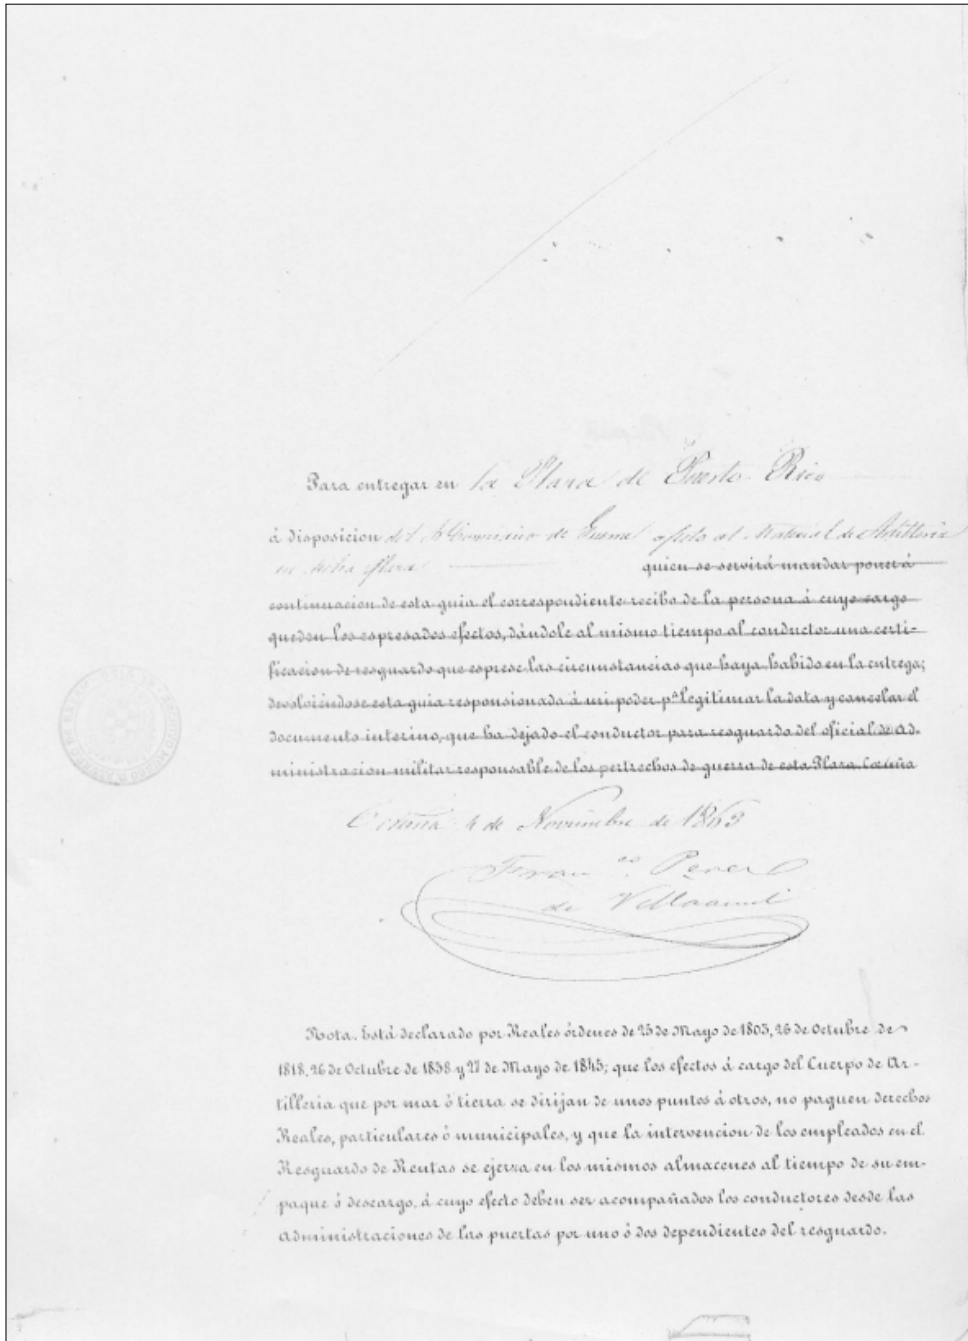 Para entregar en la Plaza de Puerto-Rico
á disposicion del Sr Comisario de Guerra afecto al Material de Artilleria
en dicha Plaza quien se servirá mandar poner á
continuacion de esta guia el correspondiente recibo de la persona á cuyo cargo
queden los espresados efectos, dándole al mismo tiempo al conductor una certi-
ficacion de resguardo que esprese las circunstancias que haya habido en la entrega;
devolviéndose esta guia responsionada á mi poder pª legitimar la data y cancelar el
documento interino, que ha dejado el conductor para resguardo del oficial de Ad-
ministracion militar responsable de los pertrechos de guerra de esta Plaza Coruña
Coruña 4 de Noviembre de 1863
Franco. Perez
de Villaamil
Nota. Está declarado por Reales órdenes de 25 de Mayo de 1803, 26 de Octubre de
1818, 26 de Octubre de 1838 y 27 de Mayo de 1845; que los efectos á cargo del Cuerpo de Ar-
tilleria que por mar ó tierra se dirijan de unos puntos á otros, no paguen derechos
Reales, particulares ó municipales, y que la intervencion de los empleados en el
Resguardo de Rentas se ejerza en los mismos almacenes al tiempo de su em-
paque ó descargo, á cuyo efecto deben ser acompañados los conductores desde las
Administraciones de las puertas por uno ó dos dependientes del resguardo.